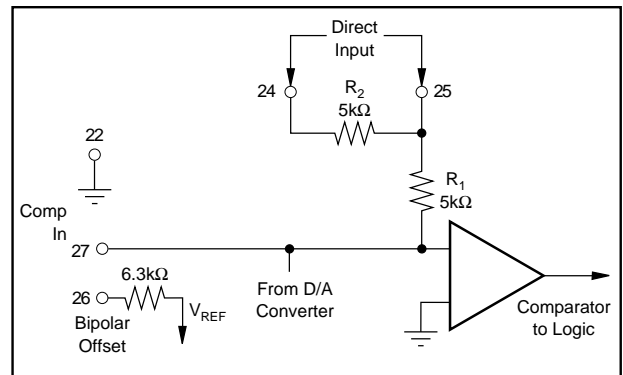 Direct
Input
24
R2
5kΩ
25
22
R1
5kΩ
Comp
In
27
6.3kΩ
26
VREF
Bipolar
Offset
From D/A
Converter
Comparator
to Logic